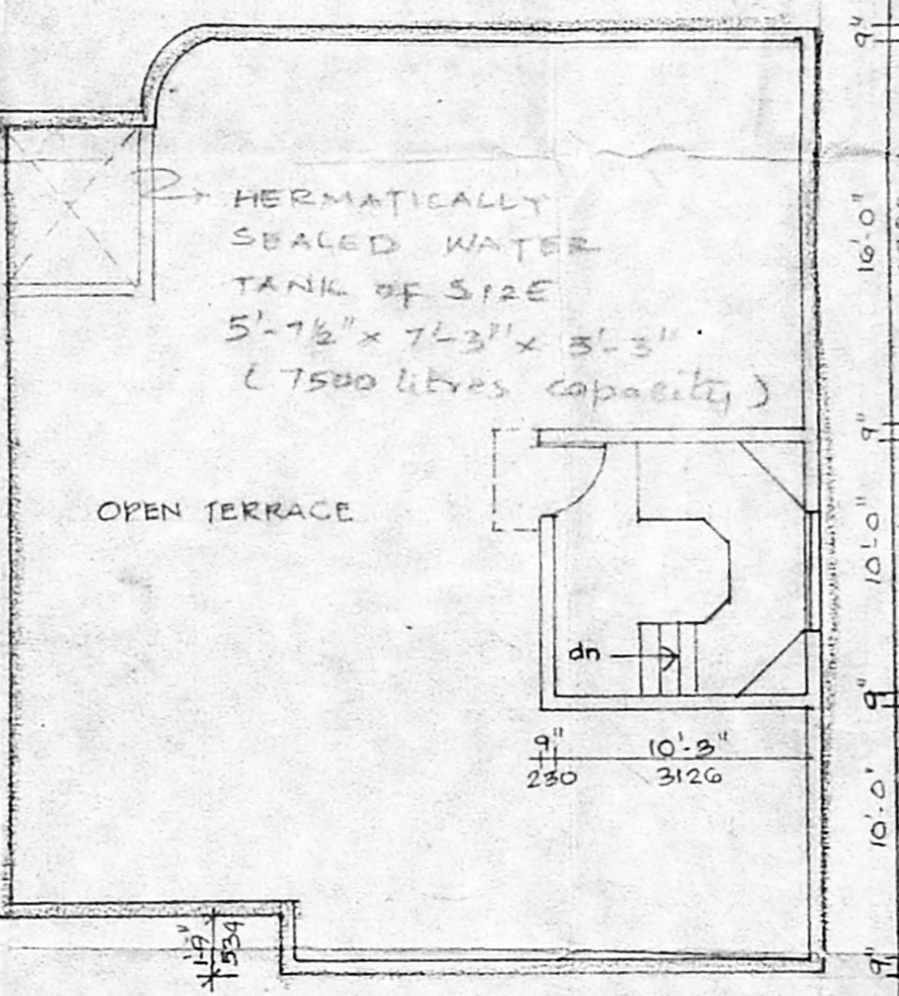 HERMATICALLY
SEALED WATER
TANK OF SIZE
5'-7½" x 7'-3" x 3'-3"
(7500 litres capacity)
OPEN TERRACE
dn
9" 10'-3"
230 3126
1'-9"
534
9"
16'-0"
9"
10'-0"
9"
10'-0"
9"